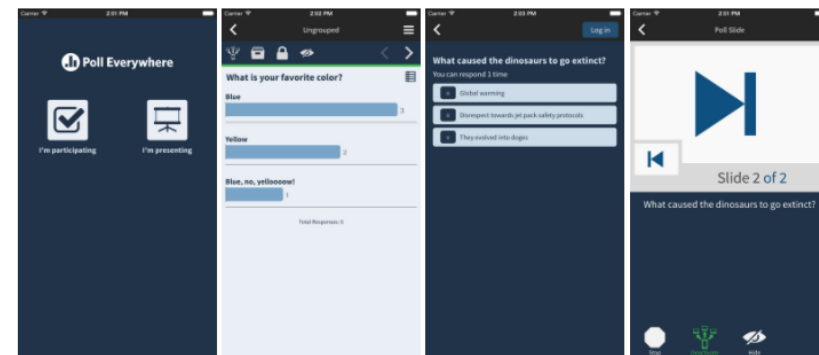 Carrier 2:01 PM
Poll Everywhere
I'm participating
I'm presenting
Carrier 2:02 PM
Ungrouped
What is your favorite color?
Blue
3
Yellow
2
Blue, no, yellooooow!
1
Total Responses: 6
Carrier 2:03 PM
Log in
What caused the dinosaurs to go extinct?
You can respond 1 time
Global warming
Disrespect towards jet pack safety protocols
They evolved into doges
Carrier 2:01 PM
Poll Slide
Slide 2 of 2
What caused the dinosaurs to go extinct?
Stop
Deactivate
Hide